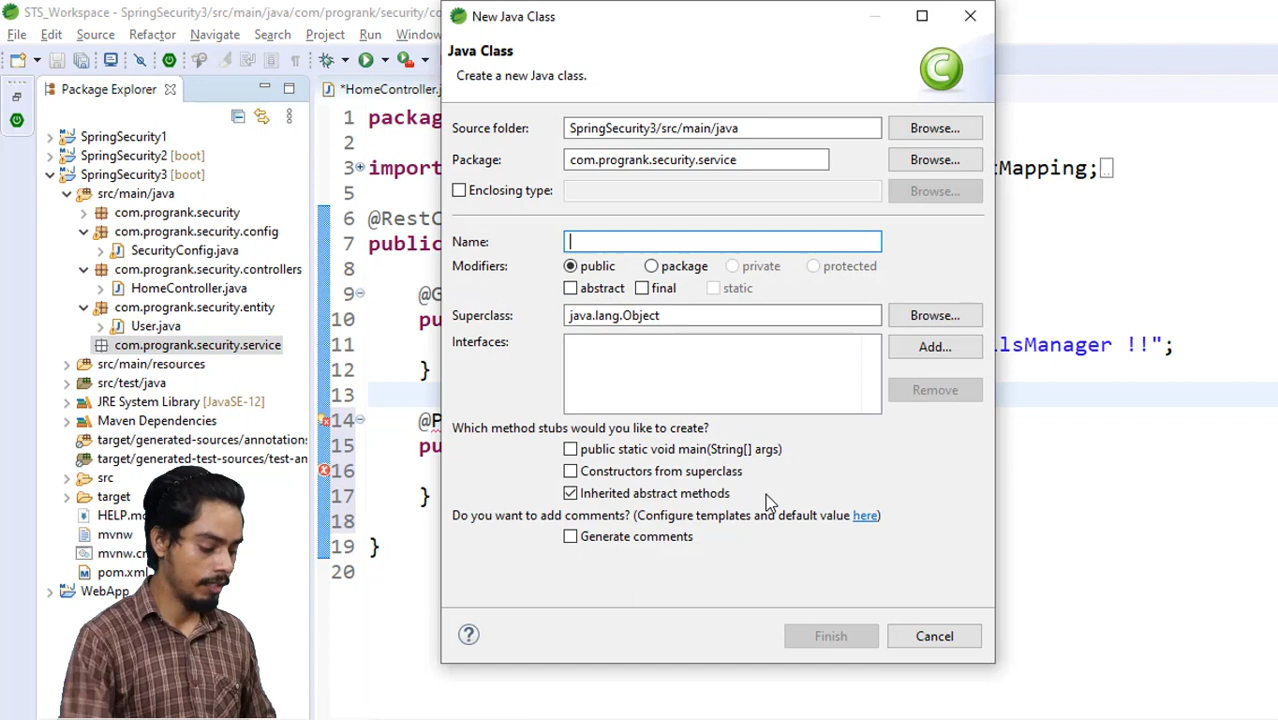 STS_Workspace - SpringSecurity3/src/main/java/com/progrank/security/co
File Edit Source Refactor Navigate Search Project Run Window
Package Explorer
SpringSecurity1
SpringSecurity2 [boot]
SpringSecurity3 [boot]
src/main/java
com.progrank.security
com.progrank.security.config
SecurityConfig.java
com.progrank.security.controllers
HomeController.java
com.progrank.security.entity
User.java
com.progrank.security.service
src/main/resources
src/test/java
JRE System Library [JavaSE-12]
Maven Dependencies
target/generated-sources/annotations
target/generated-test-sources/test-an
src
target
HELP.m
mvnw
mvnw.c
pom.xml
WebApp
*HomeController.j
1 packag
2
3 import tMapping;
5
6 @RestC
7 public
8
9 @G
10 pu
11 lsManager !!";
12 }
13
14 @P
15 pu
16
17 }
18
19 }
20
New Java Class
Java Class
Create a new Java class.
Source folder: SpringSecurity3/src/main/java Browse...
Package: com.progrank.security.service Browse...
Enclosing type: Browse...
Name:
Modifiers: public package private protected
abstract final static
Superclass: java.lang.Object Browse...
Interfaces: Add...
Remove
Which method stubs would you like to create?
public static void main(String[] args)
Constructors from superclass
Inherited abstract methods
Do you want to add comments? (Configure templates and default value here)
Generate comments
? Finish Cancel